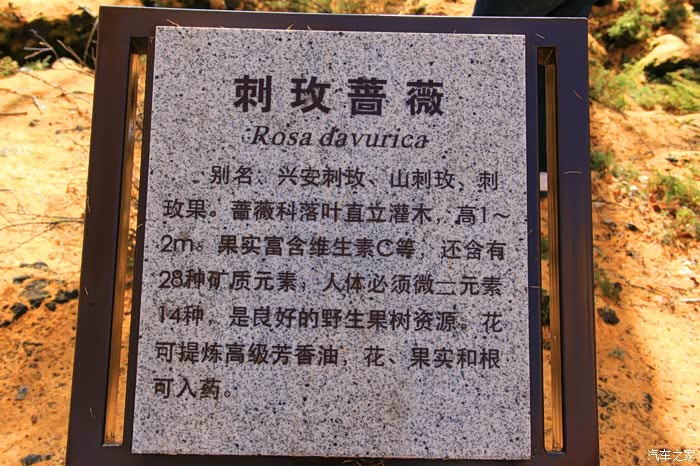 刺玫蔷薇
Rosa davurica
别名、兴安刺玫、山刺玫、刺
玫果。蔷薇科落叶直立灌木，高1～
2m。果实富含维生素C等，还含有
28种矿质元素，人体必须微二元素
14种，是良好的野生果树资源。花
可提炼高级芳香油，花、果实和根
可入药。
汽车之家